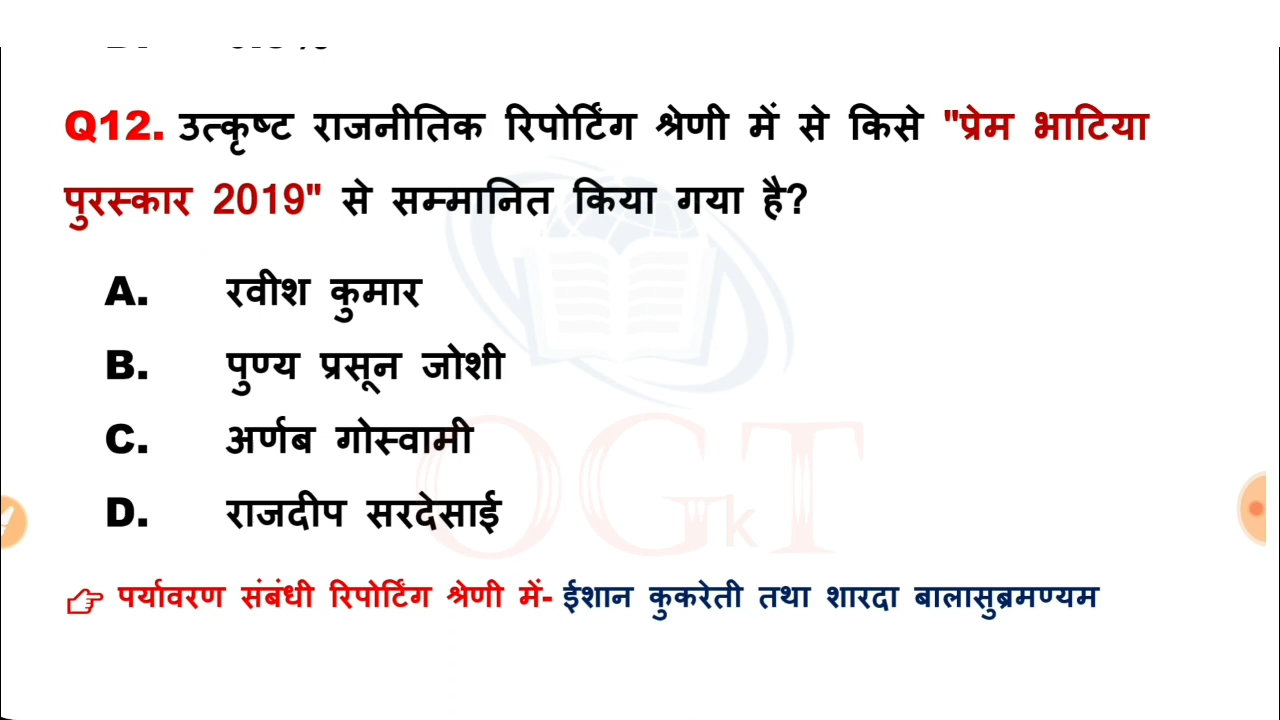 Q12. उत्कृष्ट राजनीतिक रिपोर्टिंग श्रेणी में से किसे "प्रेम भाटिया
पुरस्कार 2019" से सम्मानित किया गया है?
A. रवीश कुमार
B. पुण्य प्रसून जोशी
C. अर्णब गोस्वामी
D. राजदीप सरदेसाई
पर्यावरण संबंधी रिपोर्टिंग श्रेणी में- ईशान कुकरेती तथा शारदा बालासुब्रमण्यम
OGkT